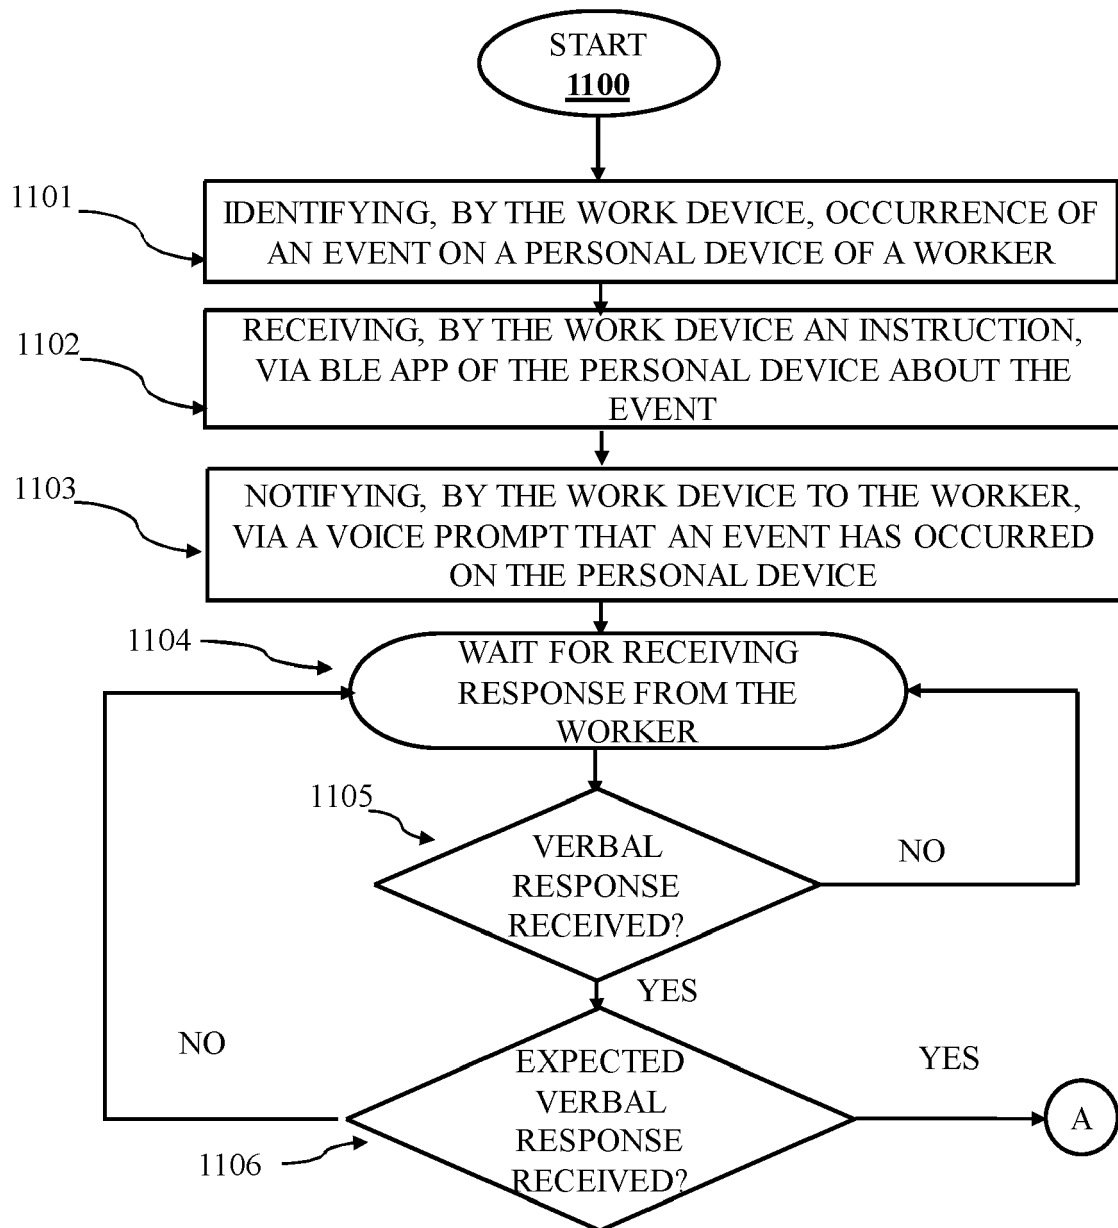 START
1100
1101
IDENTIFYING, BY THE WORK DEVICE, OCCURRENCE OF
AN EVENT ON A PERSONAL DEVICE OF A WORKER
1102
RECEIVING, BY THE WORK DEVICE AN INSTRUCTION,
VIA BLE APP OF THE PERSONAL DEVICE ABOUT THE
EVENT
1103
NOTIFYING, BY THE WORK DEVICE TO THE WORKER,
VIA A VOICE PROMPT THAT AN EVENT HAS OCCURRED
ON THE PERSONAL DEVICE
1104
WAIT FOR RECEIVING
RESPONSE FROM THE
WORKER
1105
VERBAL
RESPONSE
RECEIVED?
NO
YES
NO
EXPECTED
VERBAL
RESPONSE
RECEIVED?
YES
A
1106